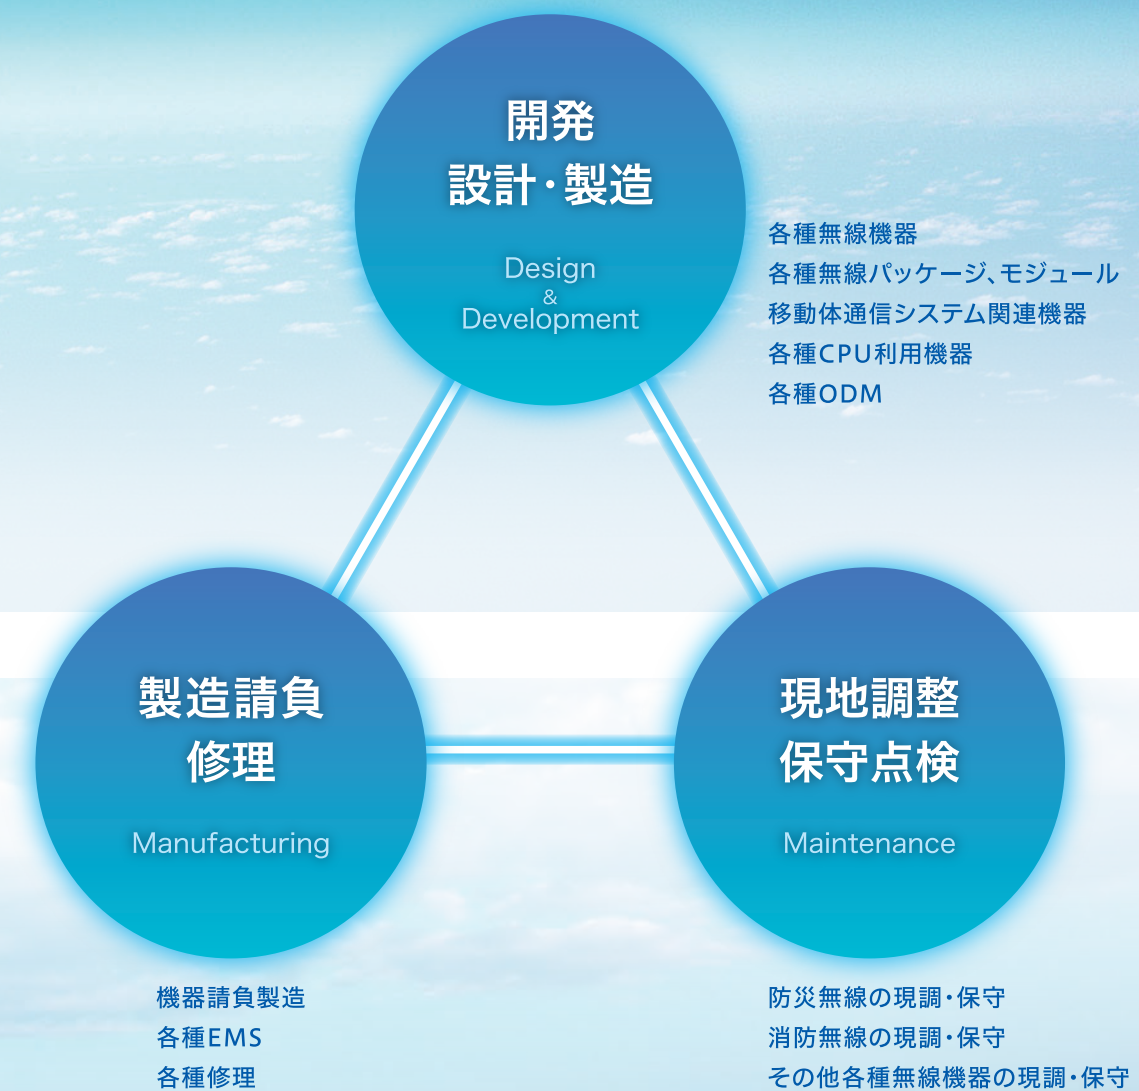 開発
設計・製造
Design
&
Development
各種無線機器
各種無線パッケージ、モジュール
移動体通信システム関連機器
各種CPU利用機器
各種ODM
製造請負
修理
Manufacturing
機器請負製造
各種EMS
各種修理
現地調整
保守点検
Maintenance
防災無線の現調・保守
消防無線の現調・保守
その他各種無線機器の現調・保守